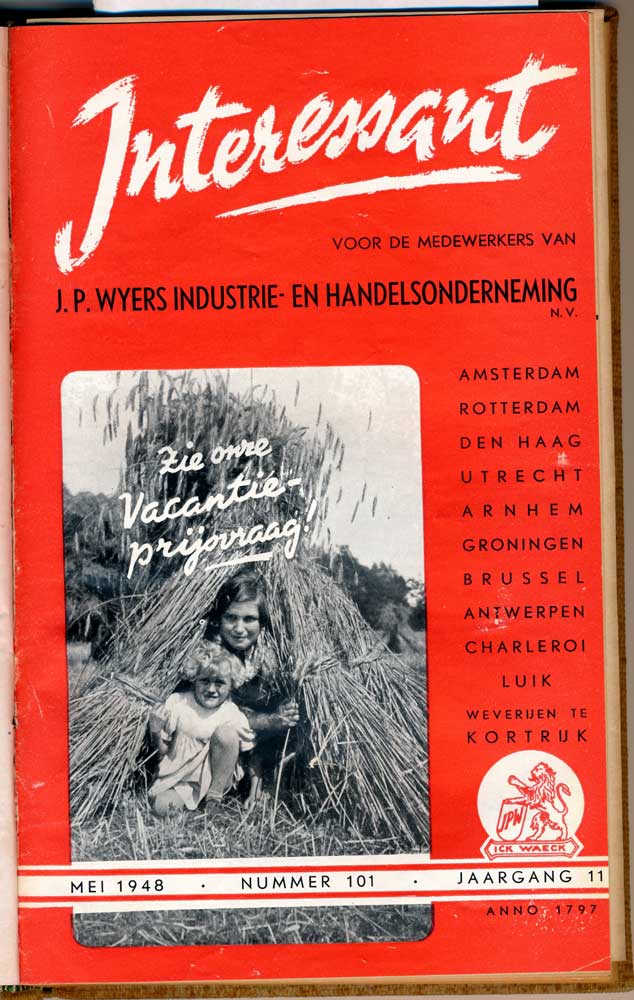 Interessant
VOOR DE MEDEWERKERS VAN
J. P. WYERS INDUSTRIE- EN HANDELSONDERNEMING
N.V.
AMSTERDAM
ROTTERDAM
DEN HAAG
UTRECHT
ARNHEM
GRONINGEN
BRUSSEL
ANTWERPEN
CHARLEROI
LUIK
WEVERIJEN TE
KORTRIJK
Zie onze
Vacantie-
prijsvraag!
JPW
ICK WAECK
MEI 1948 · NUMMER 101 · JAARGANG 11
ANNO 1797